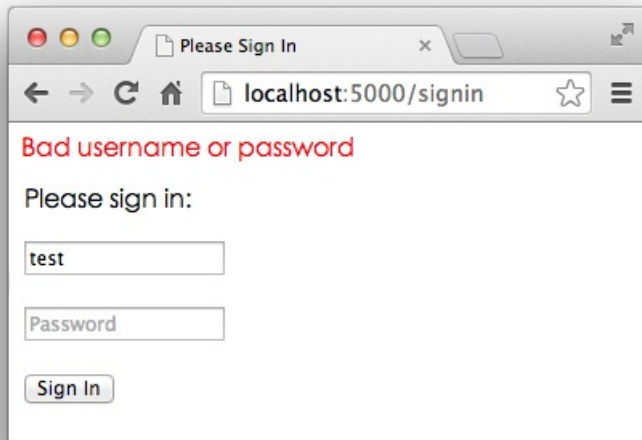 Please Sign In
localhost:5000/signin
Bad username or password
Please sign in:
test
Password
Sign In